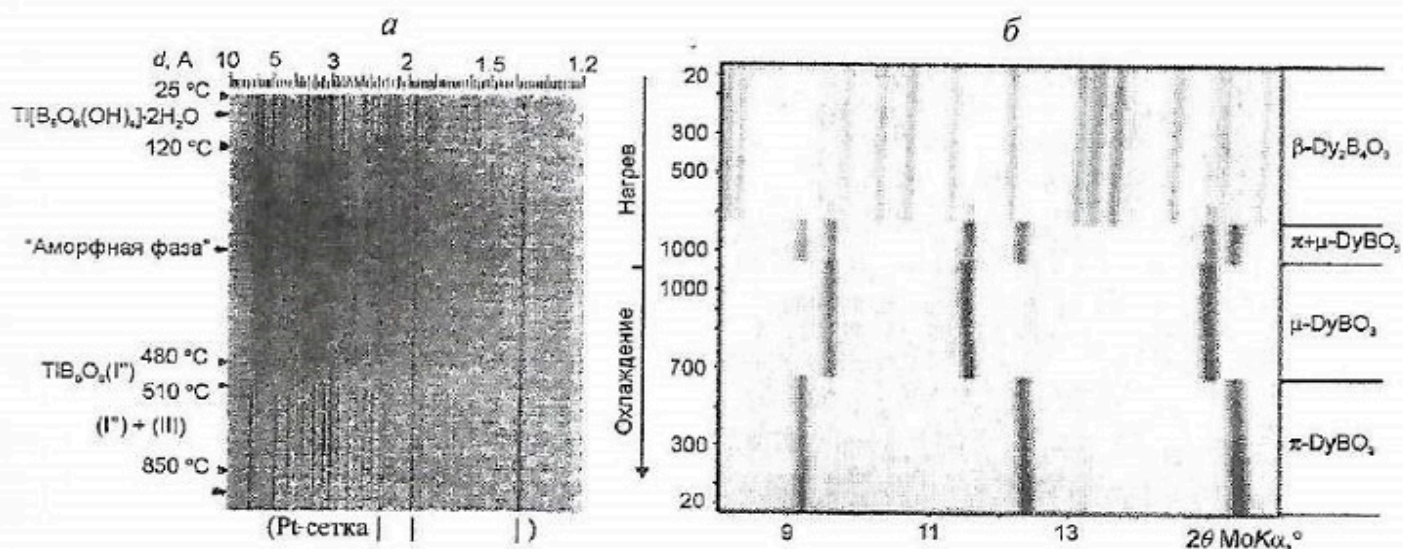 а
d, А 10 5 3 2 1.5 1.2
25 °C
Tl[B₅O₆(OH)₄]·2H₂O
120 °C
"Аморфная фаза"
480 °C
TlB₅O₈(I")
510 °C
(I") + (II)
850 °C
(Pt-сетка | | | )
б
Нагрев
Охлаждение
20
300
500
1000
1000
700
300
20
β-Dy₂B₄O₉
π+μ-DyBO₃
μ-DyBO₃
π-DyBO₃
9 11 13 2θ MoKα,°